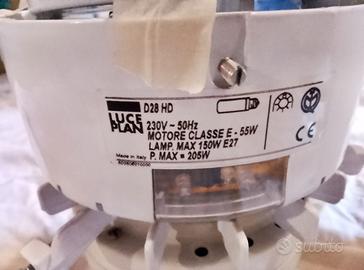 LUCE
PLAN
D28 HD
230V ~ 50Hz
MOTORE CLASSE E - 55W
LAMP. MAX 150W E27
P. MAX = 205W
Made in Italy
subito